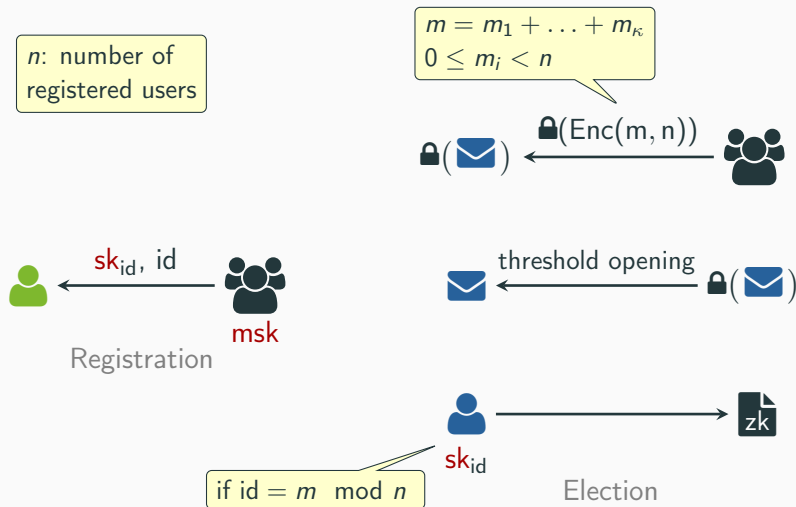 n: number of
registered users
m = m₁ + … + m_κ
0 ≤ m_i < n
(Enc(m, n))
( )
sk_id, id
msk
Registration
threshold opening
( )
zk
sk_id
if id = m mod n
Election